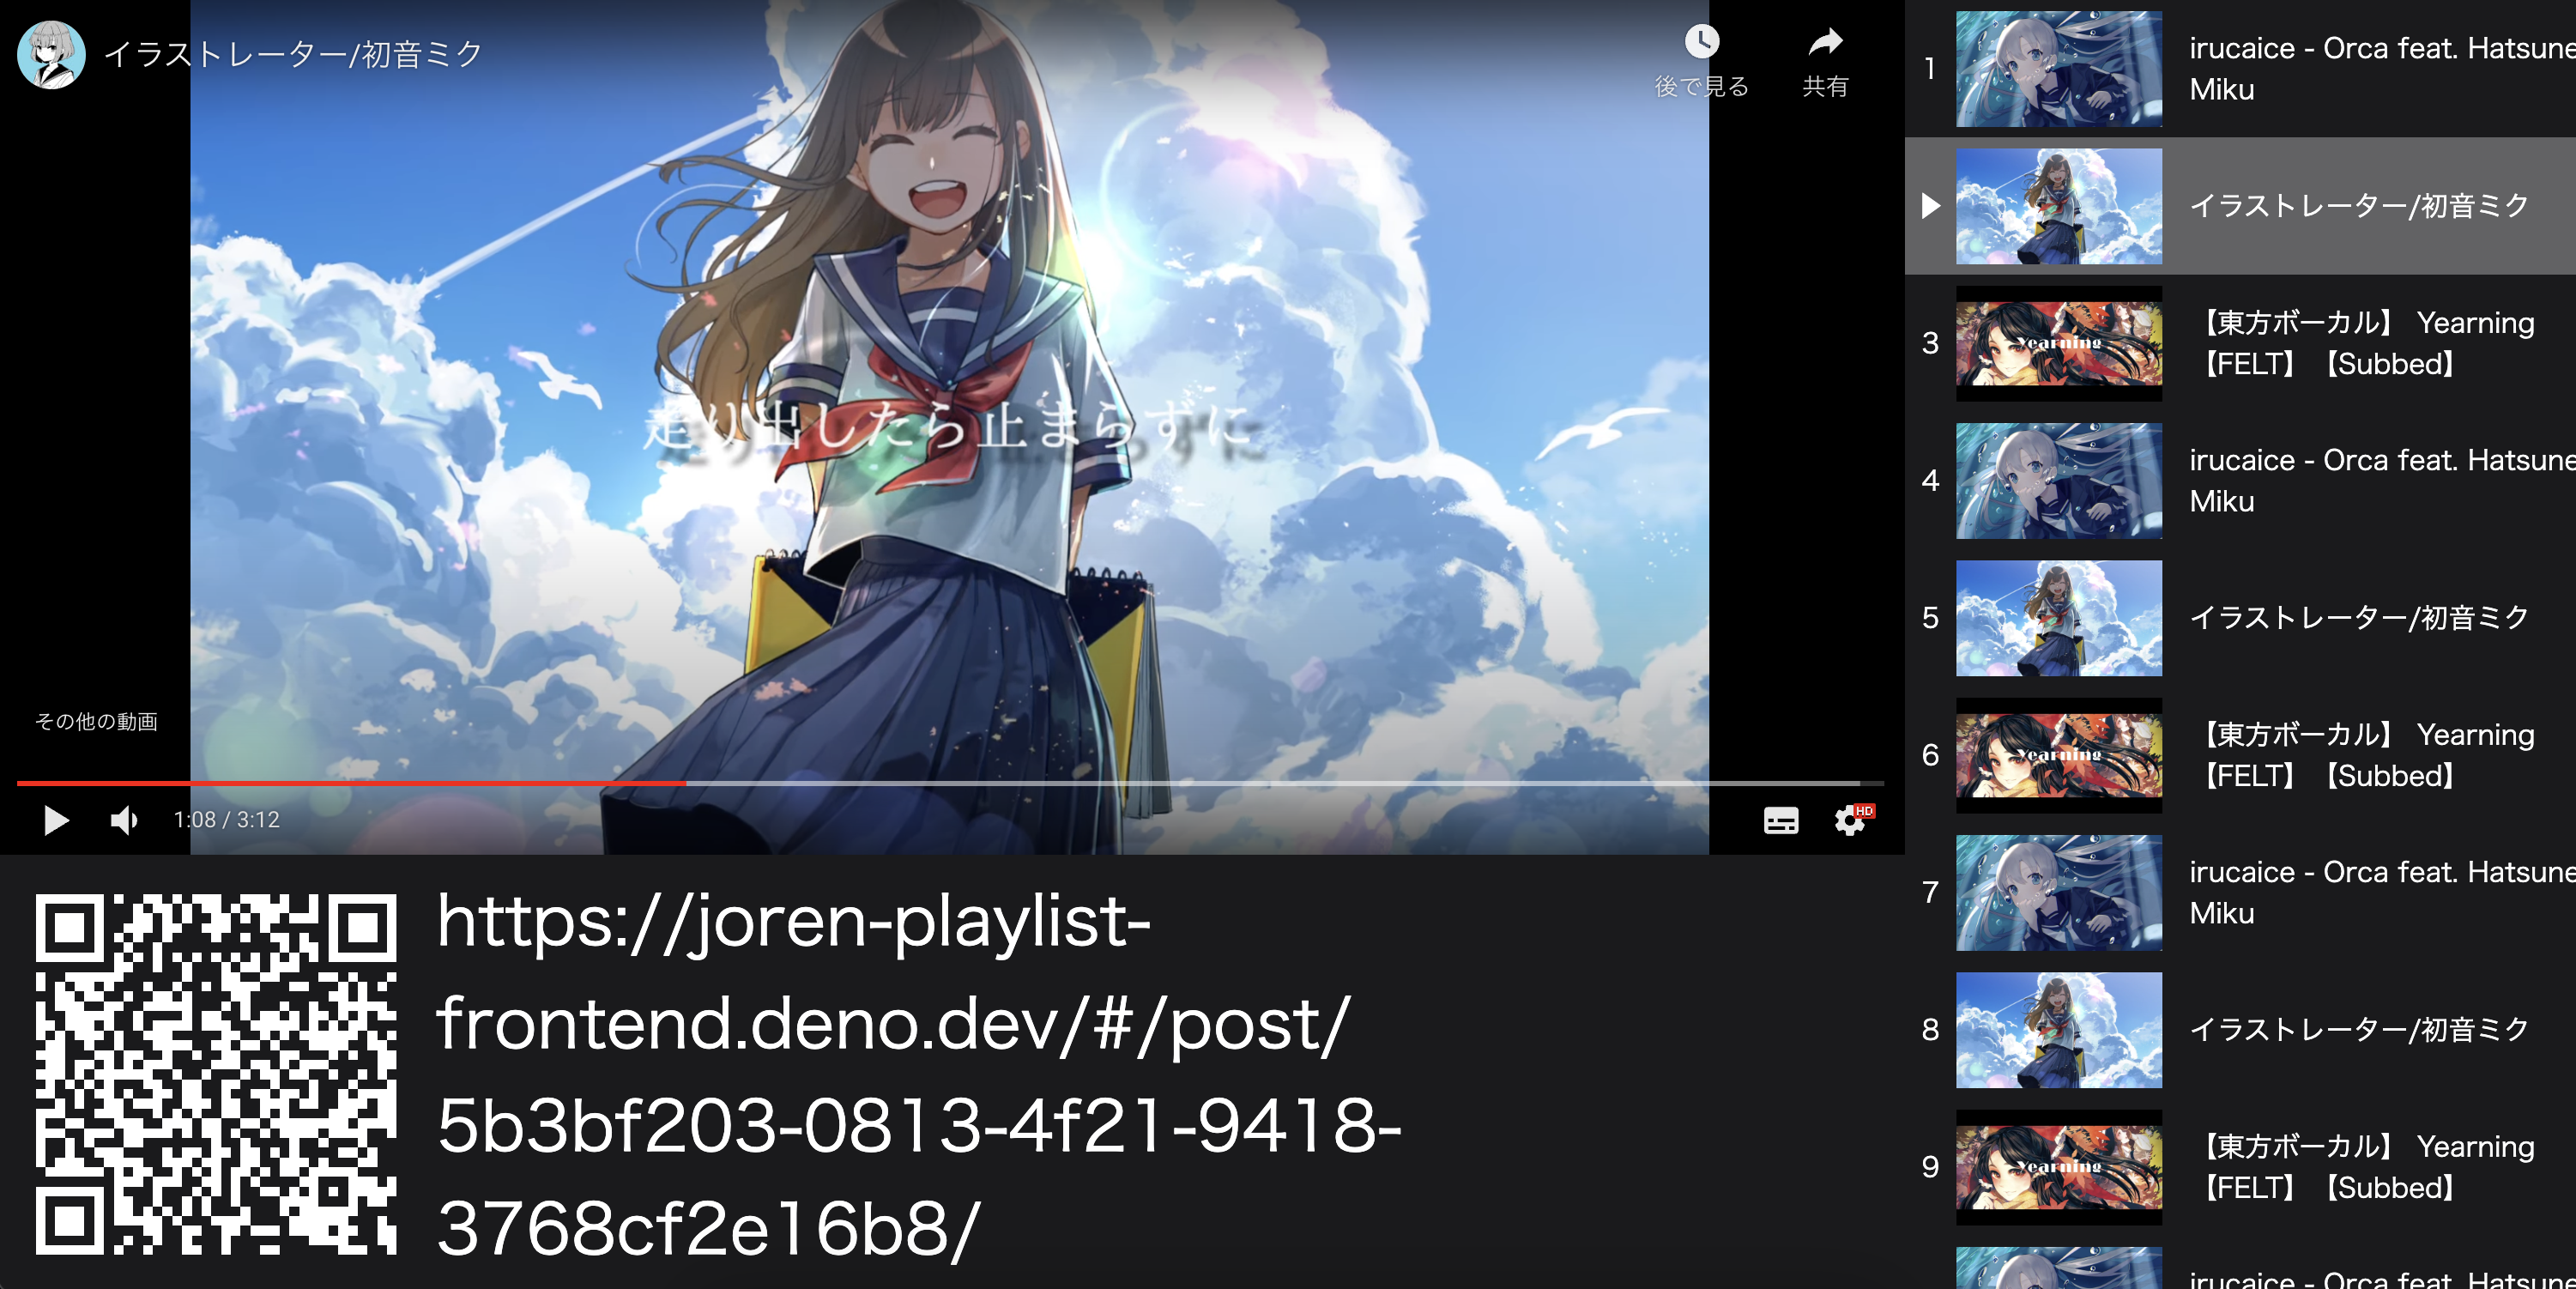 イラストレーター/初音ミク
後で見る
共有
走り出したら止まらずに
その他の動画
1:08 / 3:12
HD
https://joren-playlist-
frontend.deno.dev/#/post/
5b3bf203-0813-4f21-9418-
3768cf2e16b8/
1
irucaice - Orca feat. Hatsune
Miku
イラストレーター/初音ミク
3
Yearning
【東方ボーカル】 Yearning
【FELT】【Subbed】
4
irucaice - Orca feat. Hatsune
Miku
5
イラストレーター/初音ミク
6
Yearning
【東方ボーカル】 Yearning
【FELT】【Subbed】
7
irucaice - Orca feat. Hatsune
Miku
8
イラストレーター/初音ミク
9
Yearning
【東方ボーカル】 Yearning
【FELT】【Subbed】
irucaice - Orca feat. Hatsune